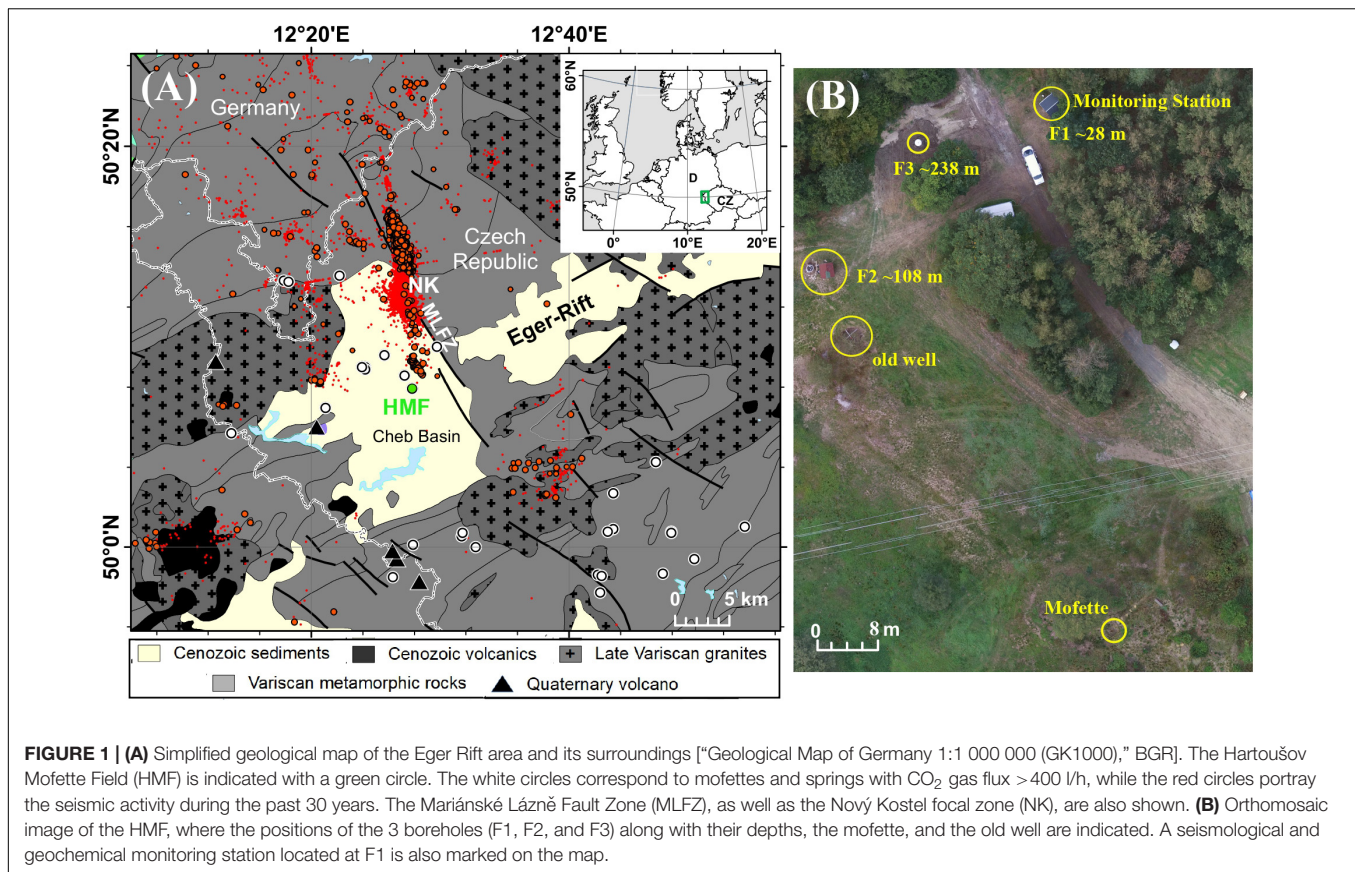 12°20'E
12°40'E
(A)
Germany
50°20'N
Czech
Republic
NK
MLFZ
Eger-Rift
HMF
Cheb Basin
50°0'N
0 5 km
60°N
50°N
D
CZ
0° 10°E 20°E
Cenozoic sediments Cenozoic volcanics Late Variscan granites
Variscan metamorphic rocks Quaternary volcano
(B)
Monitoring Station
F1 ~28 m
F3 ~238 m
F2 ~108 m
old well
Mofette
0 8 m
FIGURE 1 | (A) Simplified geological map of the Eger Rift area and its surroundings [“Geological Map of Germany 1:1 000 000 (GK1000),” BGR]. The Hartoušov
Mofette Field (HMF) is indicated with a green circle. The white circles correspond to mofettes and springs with CO₂ gas flux >400 l/h, while the red circles portray
the seismic activity during the past 30 years. The Mariánské Lázně Fault Zone (MLFZ), as well as the Nový Kostel focal zone (NK), are also shown. (B) Orthomosaic
image of the HMF, where the positions of the 3 boreholes (F1, F2, and F3) along with their depths, the mofette, and the old well are indicated. A seismological and
geochemical monitoring station located at F1 is also marked on the map.